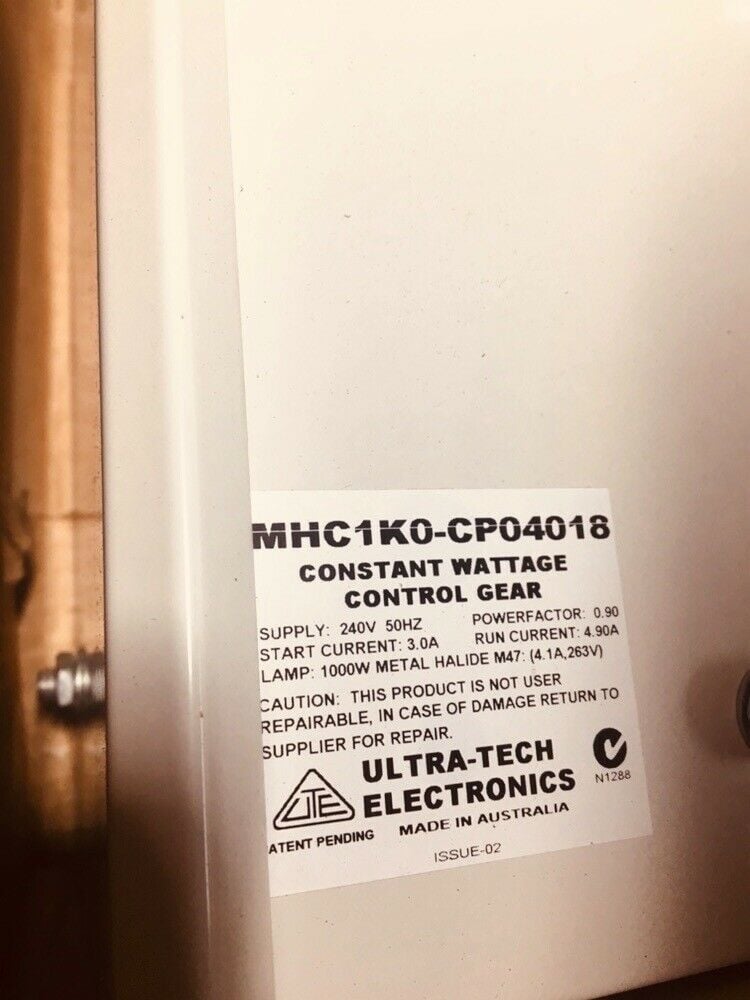 MHC1K0-CP04018
CONSTANT WATTAGE
CONTROL GEAR
SUPPLY: 240V 50HZ POWERFACTOR: 0.90
START CURRENT: 3.0A RUN CURRENT: 4.90A
LAMP: 1000W METAL HALIDE M47: (4.1A,263V)
CAUTION: THIS PRODUCT IS NOT USER
REPAIRABLE, IN CASE OF DAMAGE RETURN TO
SUPPLIER FOR REPAIR.
UTE ULTRA-TECH
ELECTRONICS N1288
ATENT PENDING MADE IN AUSTRALIA
ISSUE-02